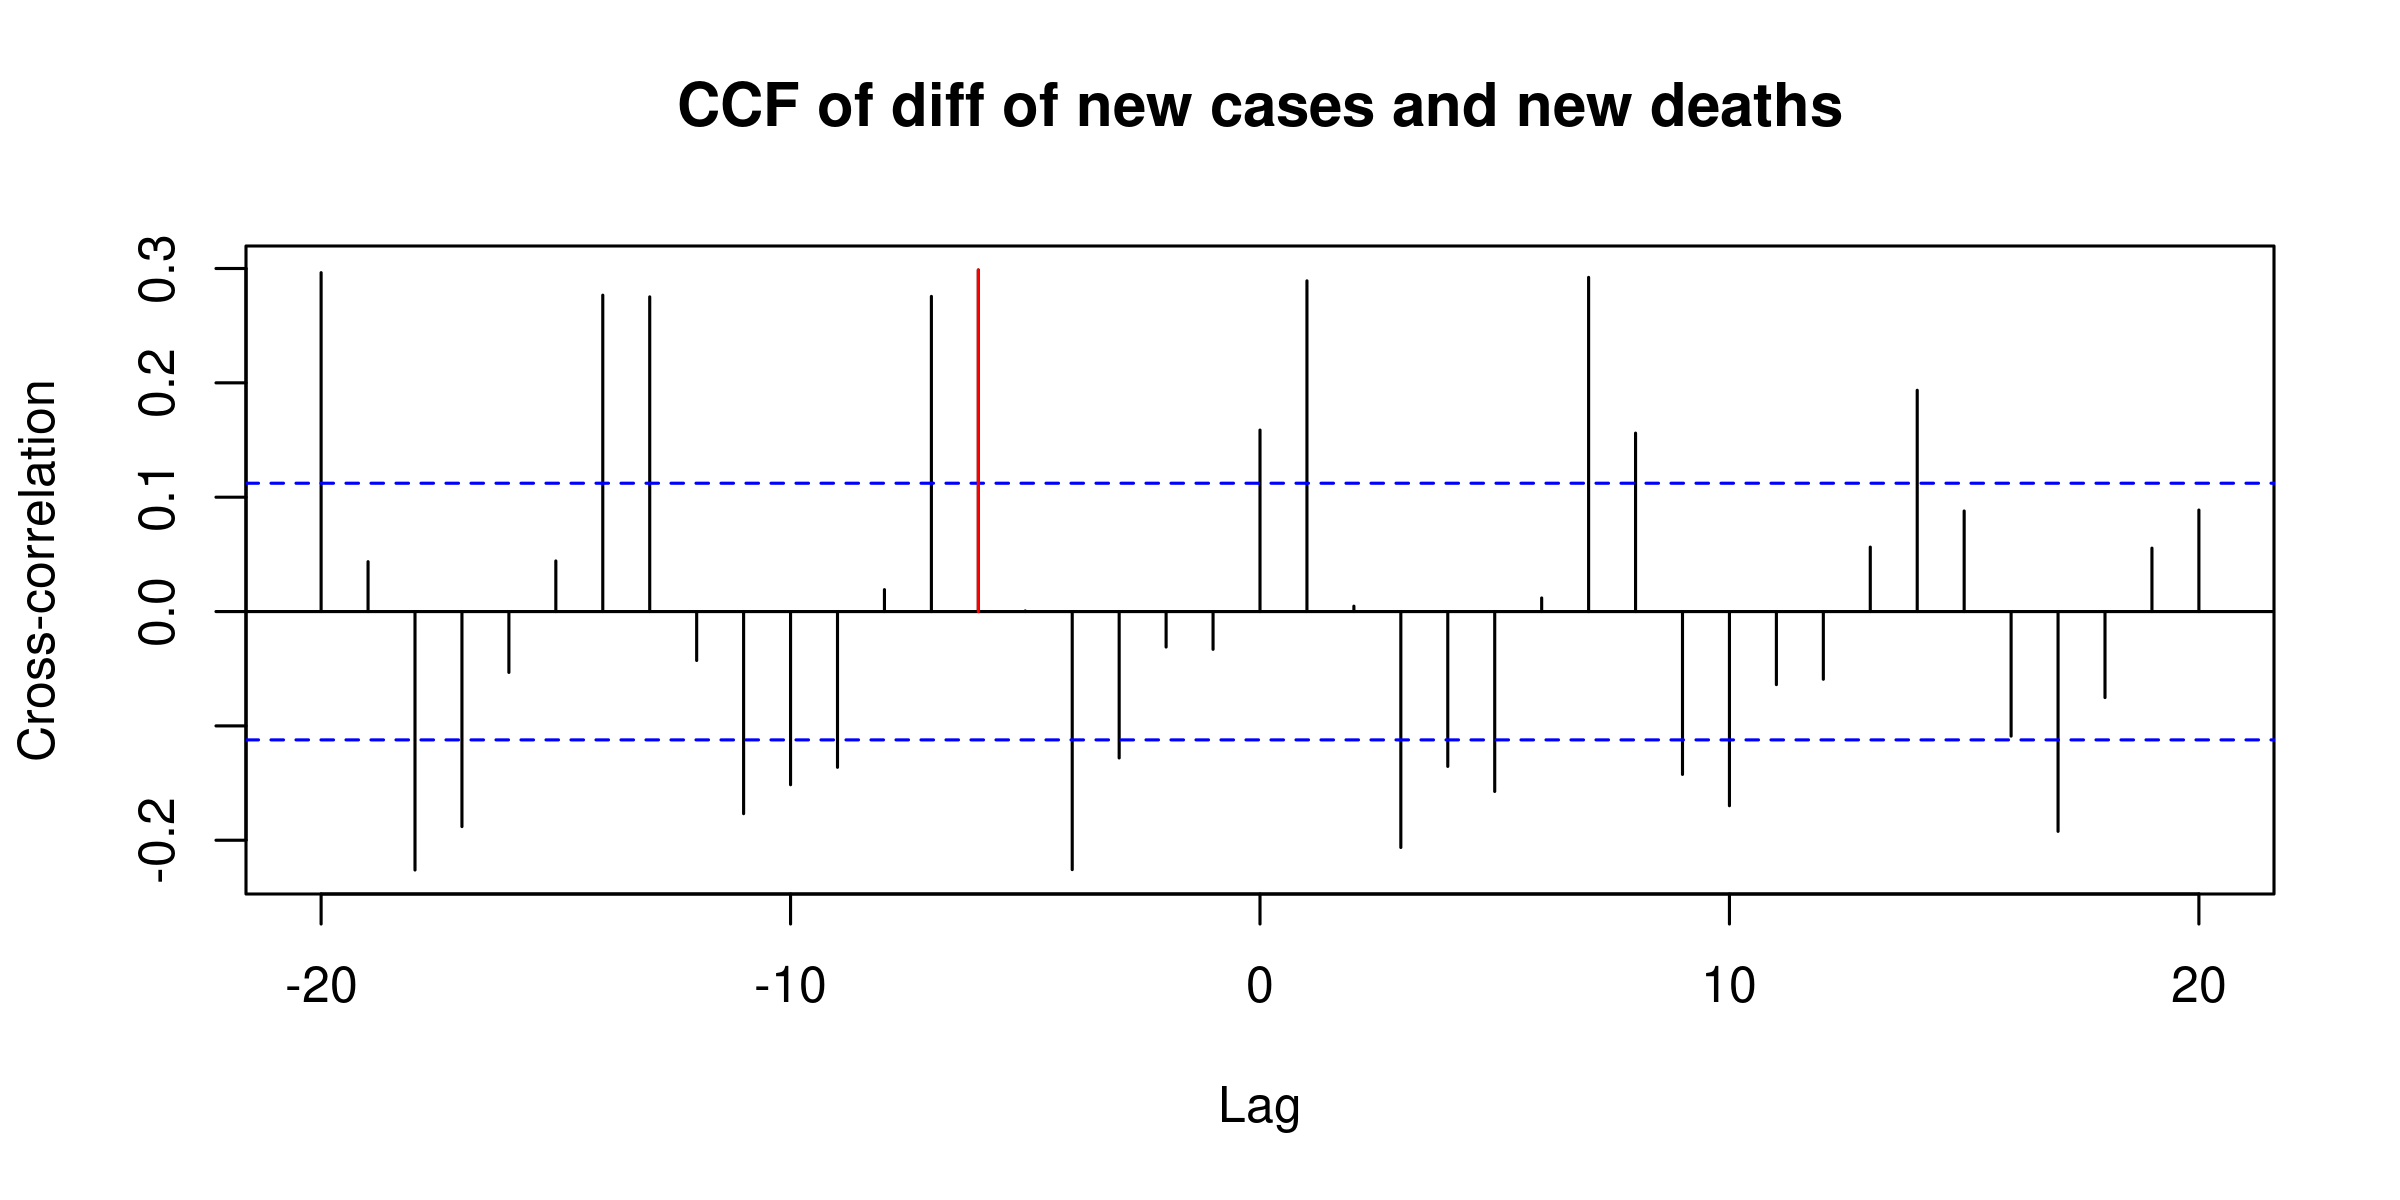 CCF of diff of new cases and new deaths
Cross-correlation
0.3
0.2
0.1
0.0
-0.2
-20 -10 0 10 20
Lag